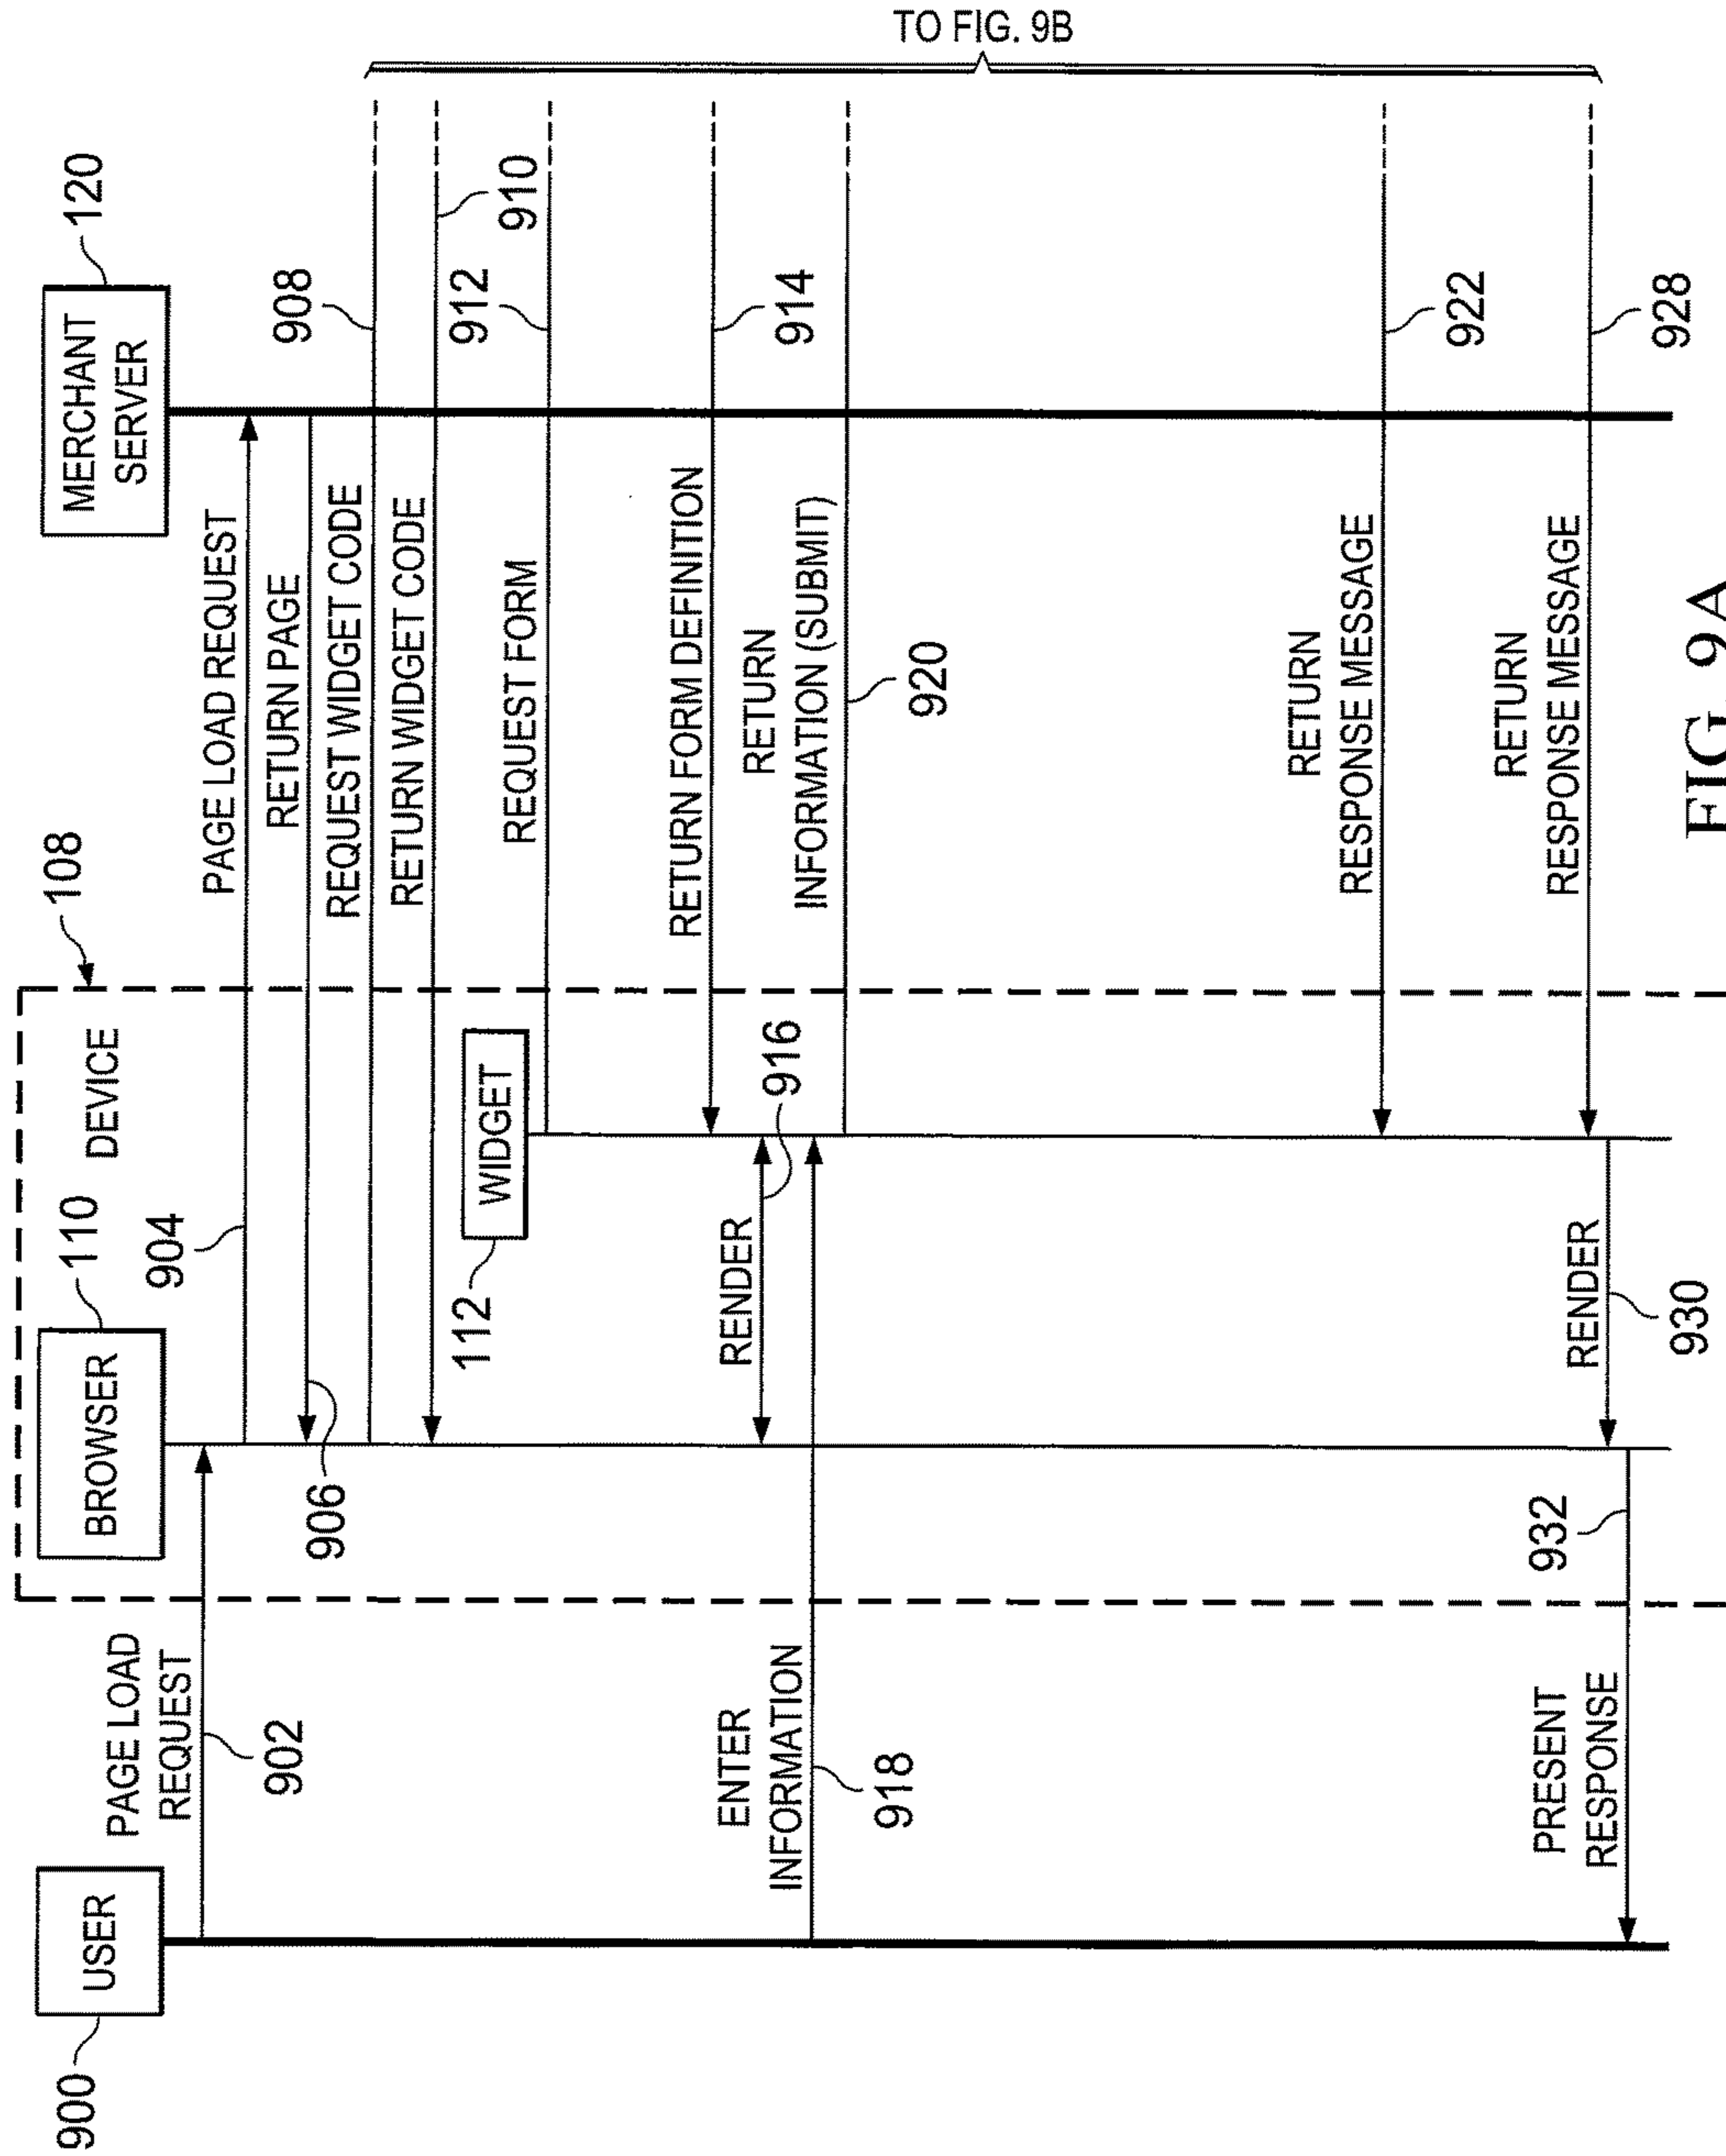 900
USER
BROWSER
110
DEVICE
108
MERCHANT
SERVER
120
PAGE LOAD
REQUEST
902
904
PAGE LOAD REQUEST
RETURN PAGE
906
REQUEST WIDGET CODE
908
RETURN WIDGET CODE
910
112
WIDGET
REQUEST FORM
912
RETURN FORM DEFINITION
914
RENDER
916
ENTER
INFORMATION
918
RETURN
INFORMATION (SUBMIT)
920
RETURN
RESPONSE MESSAGE
922
RETURN
RESPONSE MESSAGE
928
RENDER
930
PRESENT
RESPONSE
932
TO FIG. 9B
FIG. 9A